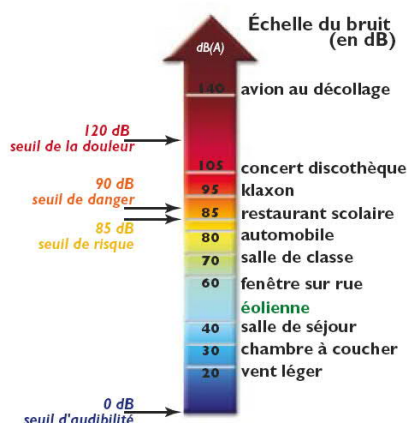 Échelle du bruit
(en dB)
dB(A)
140 avion au décollage
120 dB
seuil de la douleur
105 concert discothèque
90 dB
seuil de danger
95 klaxon
85 restaurant scolaire
85 dB
seuil de risque
80 automobile
70 salle de classe
60 fenêtre sur rue
éolienne
40 salle de séjour
30 chambre à coucher
20 vent léger
0 dB
seuil d'audibilité